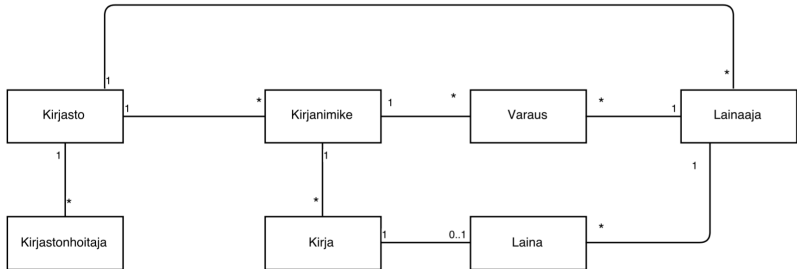 1
*
Kirjasto
1
*
Kirjanimike
1
*
Varaus
*
1
Lainaaja
1
*
Kirjastonhoitaja
1
*
Kirja
1
0..1
Laina
*
1